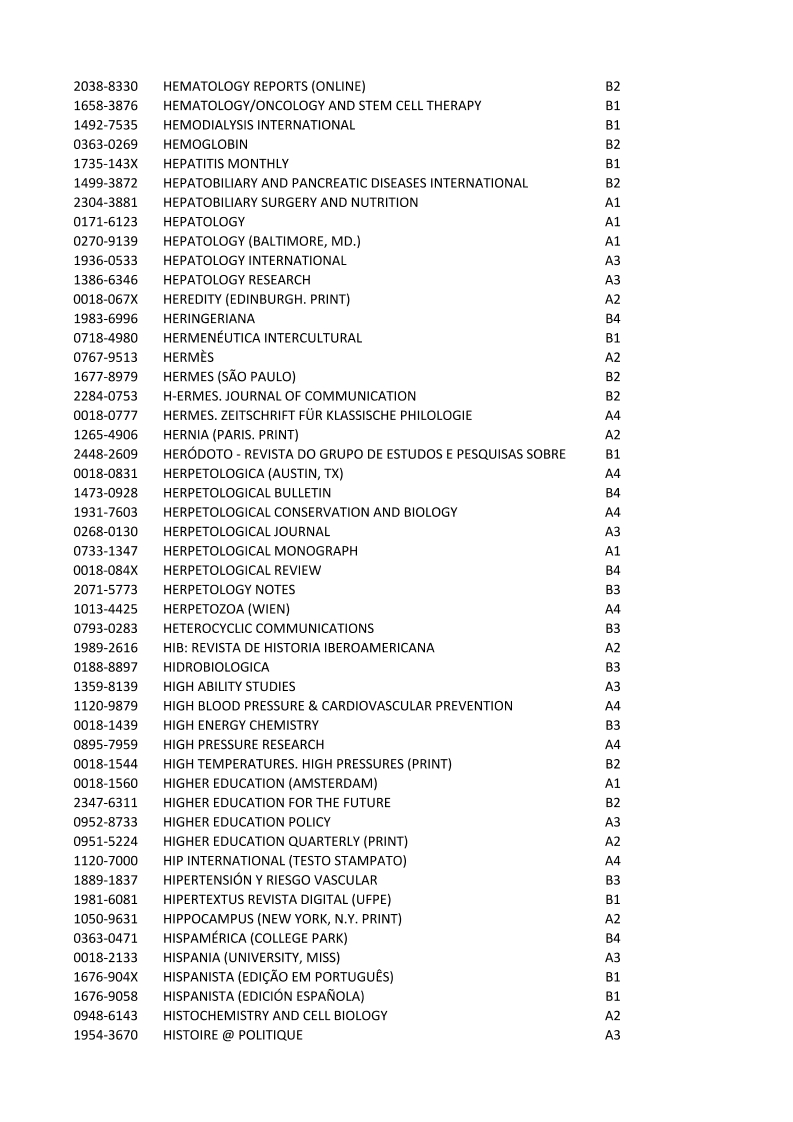 2038-8330 HEMATOLOGY REPORTS (ONLINE) B2
1658-3876 HEMATOLOGY/ONCOLOGY AND STEM CELL THERAPY B1
1492-7535 HEMODIALYSIS INTERNATIONAL B1
0363-0269 HEMOGLOBIN B2
1735-143X HEPATITIS MONTHLY B1
1499-3872 HEPATOBILIARY AND PANCREATIC DISEASES INTERNATIONAL B2
2304-3881 HEPATOBILIARY SURGERY AND NUTRITION A1
0171-6123 HEPATOLOGY A1
0270-9139 HEPATOLOGY (BALTIMORE, MD.) A1
1936-0533 HEPATOLOGY INTERNATIONAL A3
1386-6346 HEPATOLOGY RESEARCH A3
0018-067X HEREDITY (EDINBURGH. PRINT) A2
1983-6996 HERINGERIANA B4
0718-4980 HERMENÉUTICA INTERCULTURAL B1
0767-9513 HERMÈS A2
1677-8979 HERMES (SÃO PAULO) B2
2284-0753 H-ERMES. JOURNAL OF COMMUNICATION B2
0018-0777 HERMES. ZEITSCHRIFT FÜR KLASSISCHE PHILOLOGIE A4
1265-4906 HERNIA (PARIS. PRINT) A2
2448-2609 HERÓDOTO - REVISTA DO GRUPO DE ESTUDOS E PESQUISAS SOBRE B1
0018-0831 HERPETOLOGICA (AUSTIN, TX) A4
1473-0928 HERPETOLOGICAL BULLETIN B4
1931-7603 HERPETOLOGICAL CONSERVATION AND BIOLOGY A4
0268-0130 HERPETOLOGICAL JOURNAL A3
0733-1347 HERPETOLOGICAL MONOGRAPH A1
0018-084X HERPETOLOGICAL REVIEW B4
2071-5773 HERPETOLOGY NOTES B3
1013-4425 HERPETOZOA (WIEN) A4
0793-0283 HETEROCYCLIC COMMUNICATIONS B3
1989-2616 HIB: REVISTA DE HISTORIA IBEROAMERICANA A2
0188-8897 HIDROBIOLOGICA B3
1359-8139 HIGH ABILITY STUDIES A3
1120-9879 HIGH BLOOD PRESSURE & CARDIOVASCULAR PREVENTION A4
0018-1439 HIGH ENERGY CHEMISTRY B3
0895-7959 HIGH PRESSURE RESEARCH A4
0018-1544 HIGH TEMPERATURES. HIGH PRESSURES (PRINT) B2
0018-1560 HIGHER EDUCATION (AMSTERDAM) A1
2347-6311 HIGHER EDUCATION FOR THE FUTURE B2
0952-8733 HIGHER EDUCATION POLICY A3
0951-5224 HIGHER EDUCATION QUARTERLY (PRINT) A2
1120-7000 HIP INTERNATIONAL (TESTO STAMPATO) A4
1889-1837 HIPERTENSIÓN Y RIESGO VASCULAR B3
1981-6081 HIPERTEXTUS REVISTA DIGITAL (UFPE) B1
1050-9631 HIPPOCAMPUS (NEW YORK, N.Y. PRINT) A2
0363-0471 HISPAMÉRICA (COLLEGE PARK) B4
0018-2133 HISPANIA (UNIVERSITY, MISS) A3
1676-904X HISPANISTA (EDIÇÃO EM PORTUGUÊS) B1
1676-9058 HISPANISTA (EDICIÓN ESPAÑOLA) B1
0948-6143 HISTOCHEMISTRY AND CELL BIOLOGY A2
1954-3670 HISTOIRE @ POLITIQUE A3